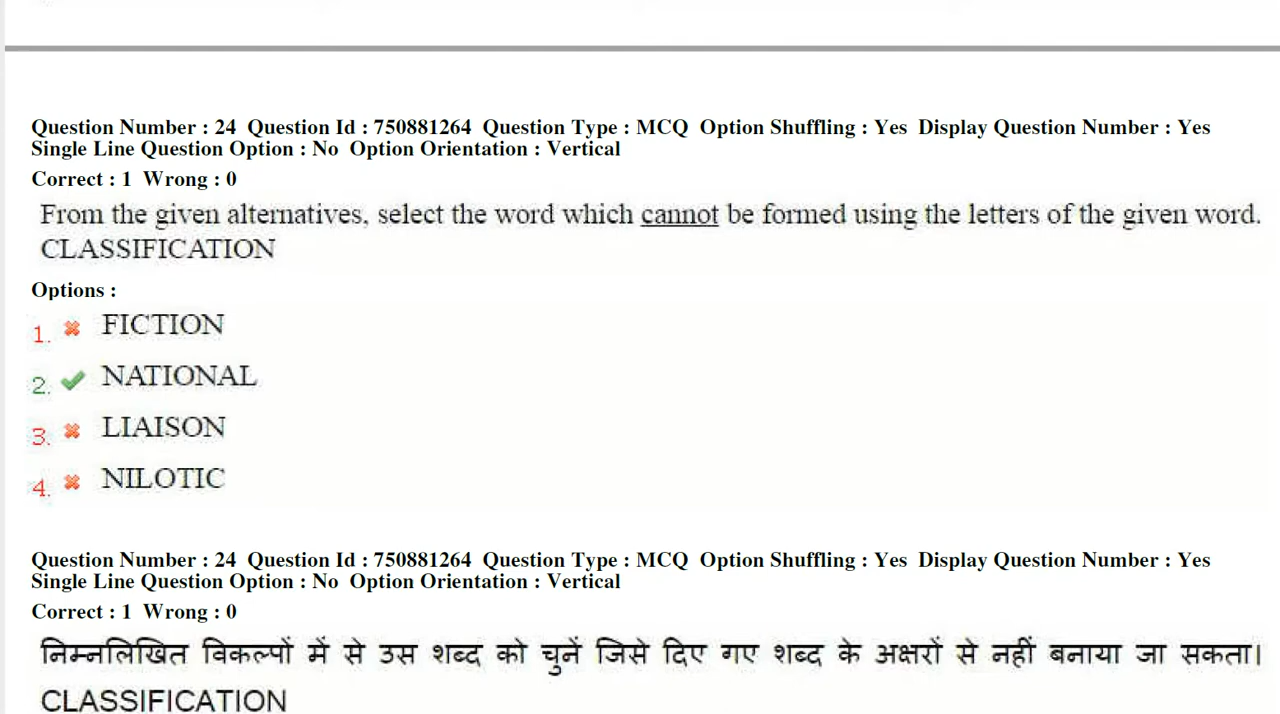 Question Number : 24 Question Id : 750881264 Question Type : MCQ Option Shuffling : Yes Display Question Number : Yes
Single Line Question Option : No Option Orientation : Vertical
Correct : 1 Wrong : 0
From the given alternatives, select the word which cannot be formed using the letters of the given word.
CLASSIFICATION
Options :
1. FICTION
2. NATIONAL
3. LIAISON
4. NILOTIC
Question Number : 24 Question Id : 750881264 Question Type : MCQ Option Shuffling : Yes Display Question Number : Yes
Single Line Question Option : No Option Orientation : Vertical
Correct : 1 Wrong : 0
निम्नलिखित विकल्पों में से उस शब्द को चुनें जिसे दिए गए शब्द के अक्षरों से नहीं बनाया जा सकता।
CLASSIFICATION